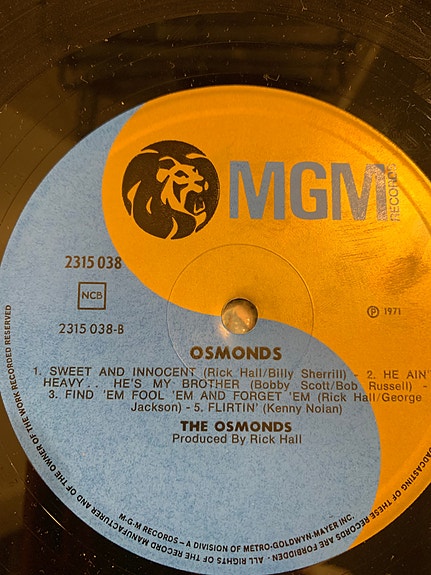 MGM
RECORDS
2315 038
NCB
2315 038-B
℗ 1971
OSMONDS
1. SWEET AND INNOCENT (Rick Hall/Billy Sherrill) - 2. HE AIN'
HEAVY.. HE'S MY BROTHER (Bobby Scott/Bob Russell) -
3. FIND 'EM FOOL 'EM AND FORGET 'EM (Rick Hall/George
Jackson) - 5. FLIRTIN' (Kenny Nolan)
THE OSMONDS
Produced By Rick Hall
M-G-M RECORDS – A DIVISION OF METRO-GOLDWYN-MAYER INC.
OF THE MANUFACTURER AND OF THE OWNER OF THE WORK RECORDED RESERVED
BROADCASTING OF THESE RECORDS ARE FORBIDDEN - ALL RIGHTS